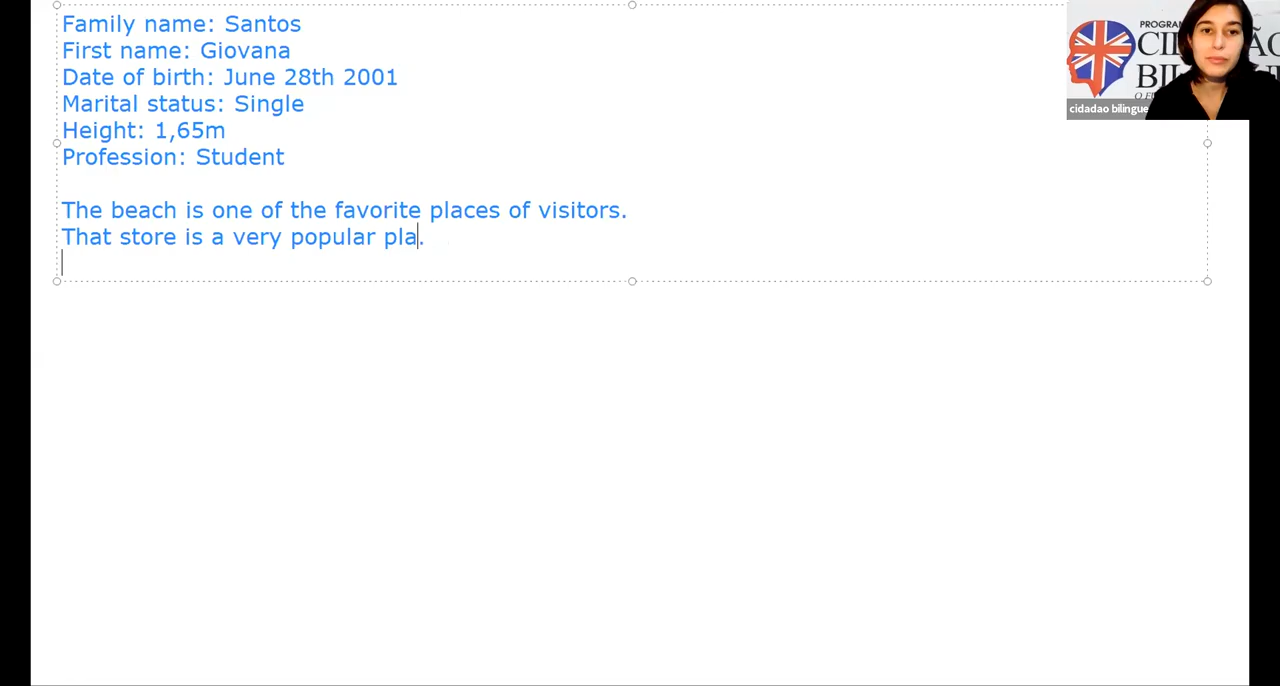 Family name: Santos
First name: Giovana
Date of birth: June 28th 2001
Marital status: Single
Height: 1,65m
Profession: Student
The beach is one of the favorite places of visitors.
That store is a very popular pla.
PROGRAM
cidadao bilingue